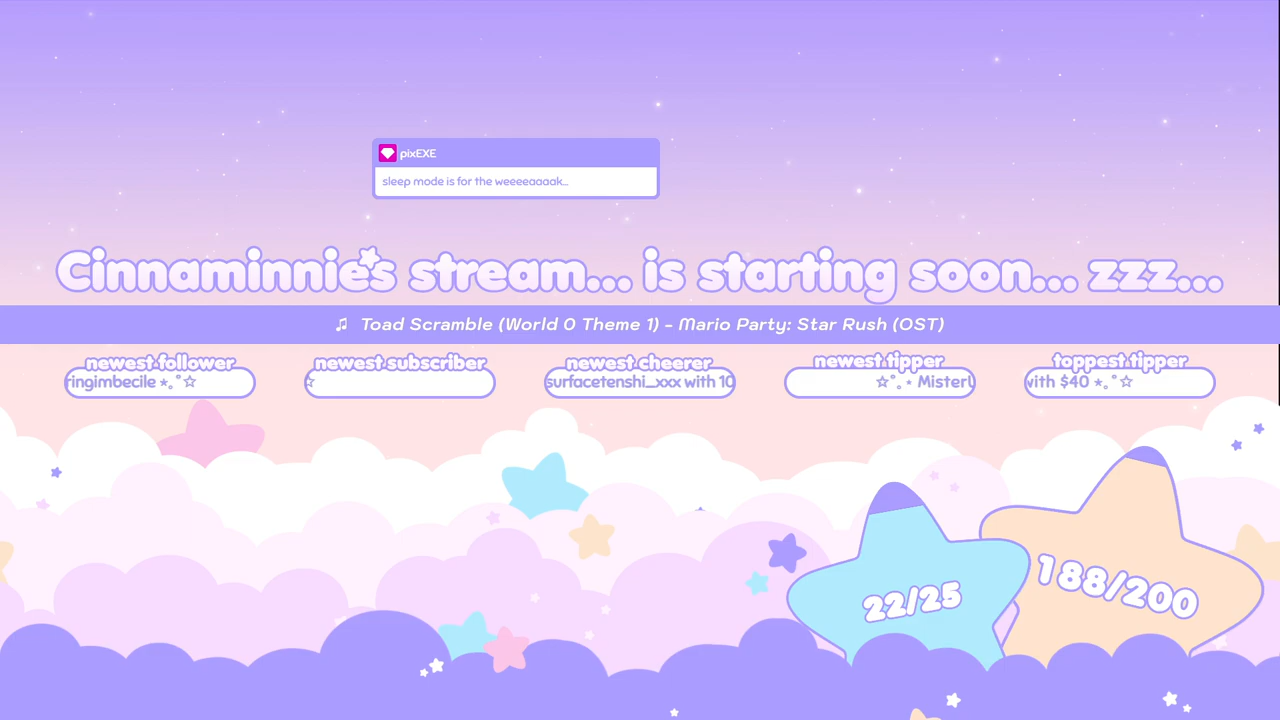 pixEXE
sleep mode is for the weeeeaaaak...
Cinnaminnie's stream... is starting soon... zzz...
♫ Toad Scramble (World 0 Theme 1) - Mario Party: Star Rush (OST)
newest follower
ringimbecile ⋆｡˚☆
newest subscriber
☆
newest cheerer
surfacetenshi_xxx with 10
newest tipper
☆˚｡⋆ Misterl
toppest tipper
with $40 ⋆｡˚☆
22/25
188/200